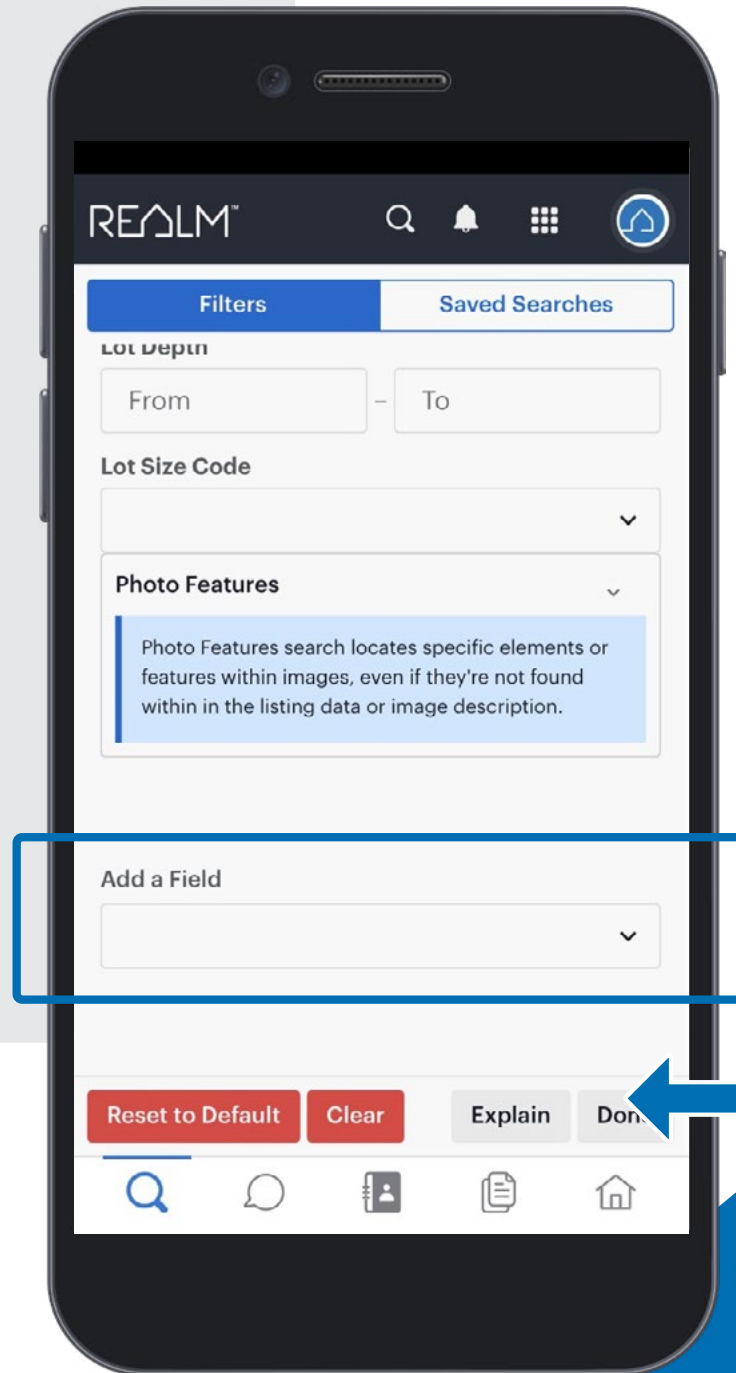 REALM™
Filters Saved Searches
Lot Depth
From – To
Lot Size Code
Photo Features
Photo Features search locates specific elements or
features within images, even if they're not found
within in the listing data or image description.
Add a Field
Reset to Default Clear Explain Don